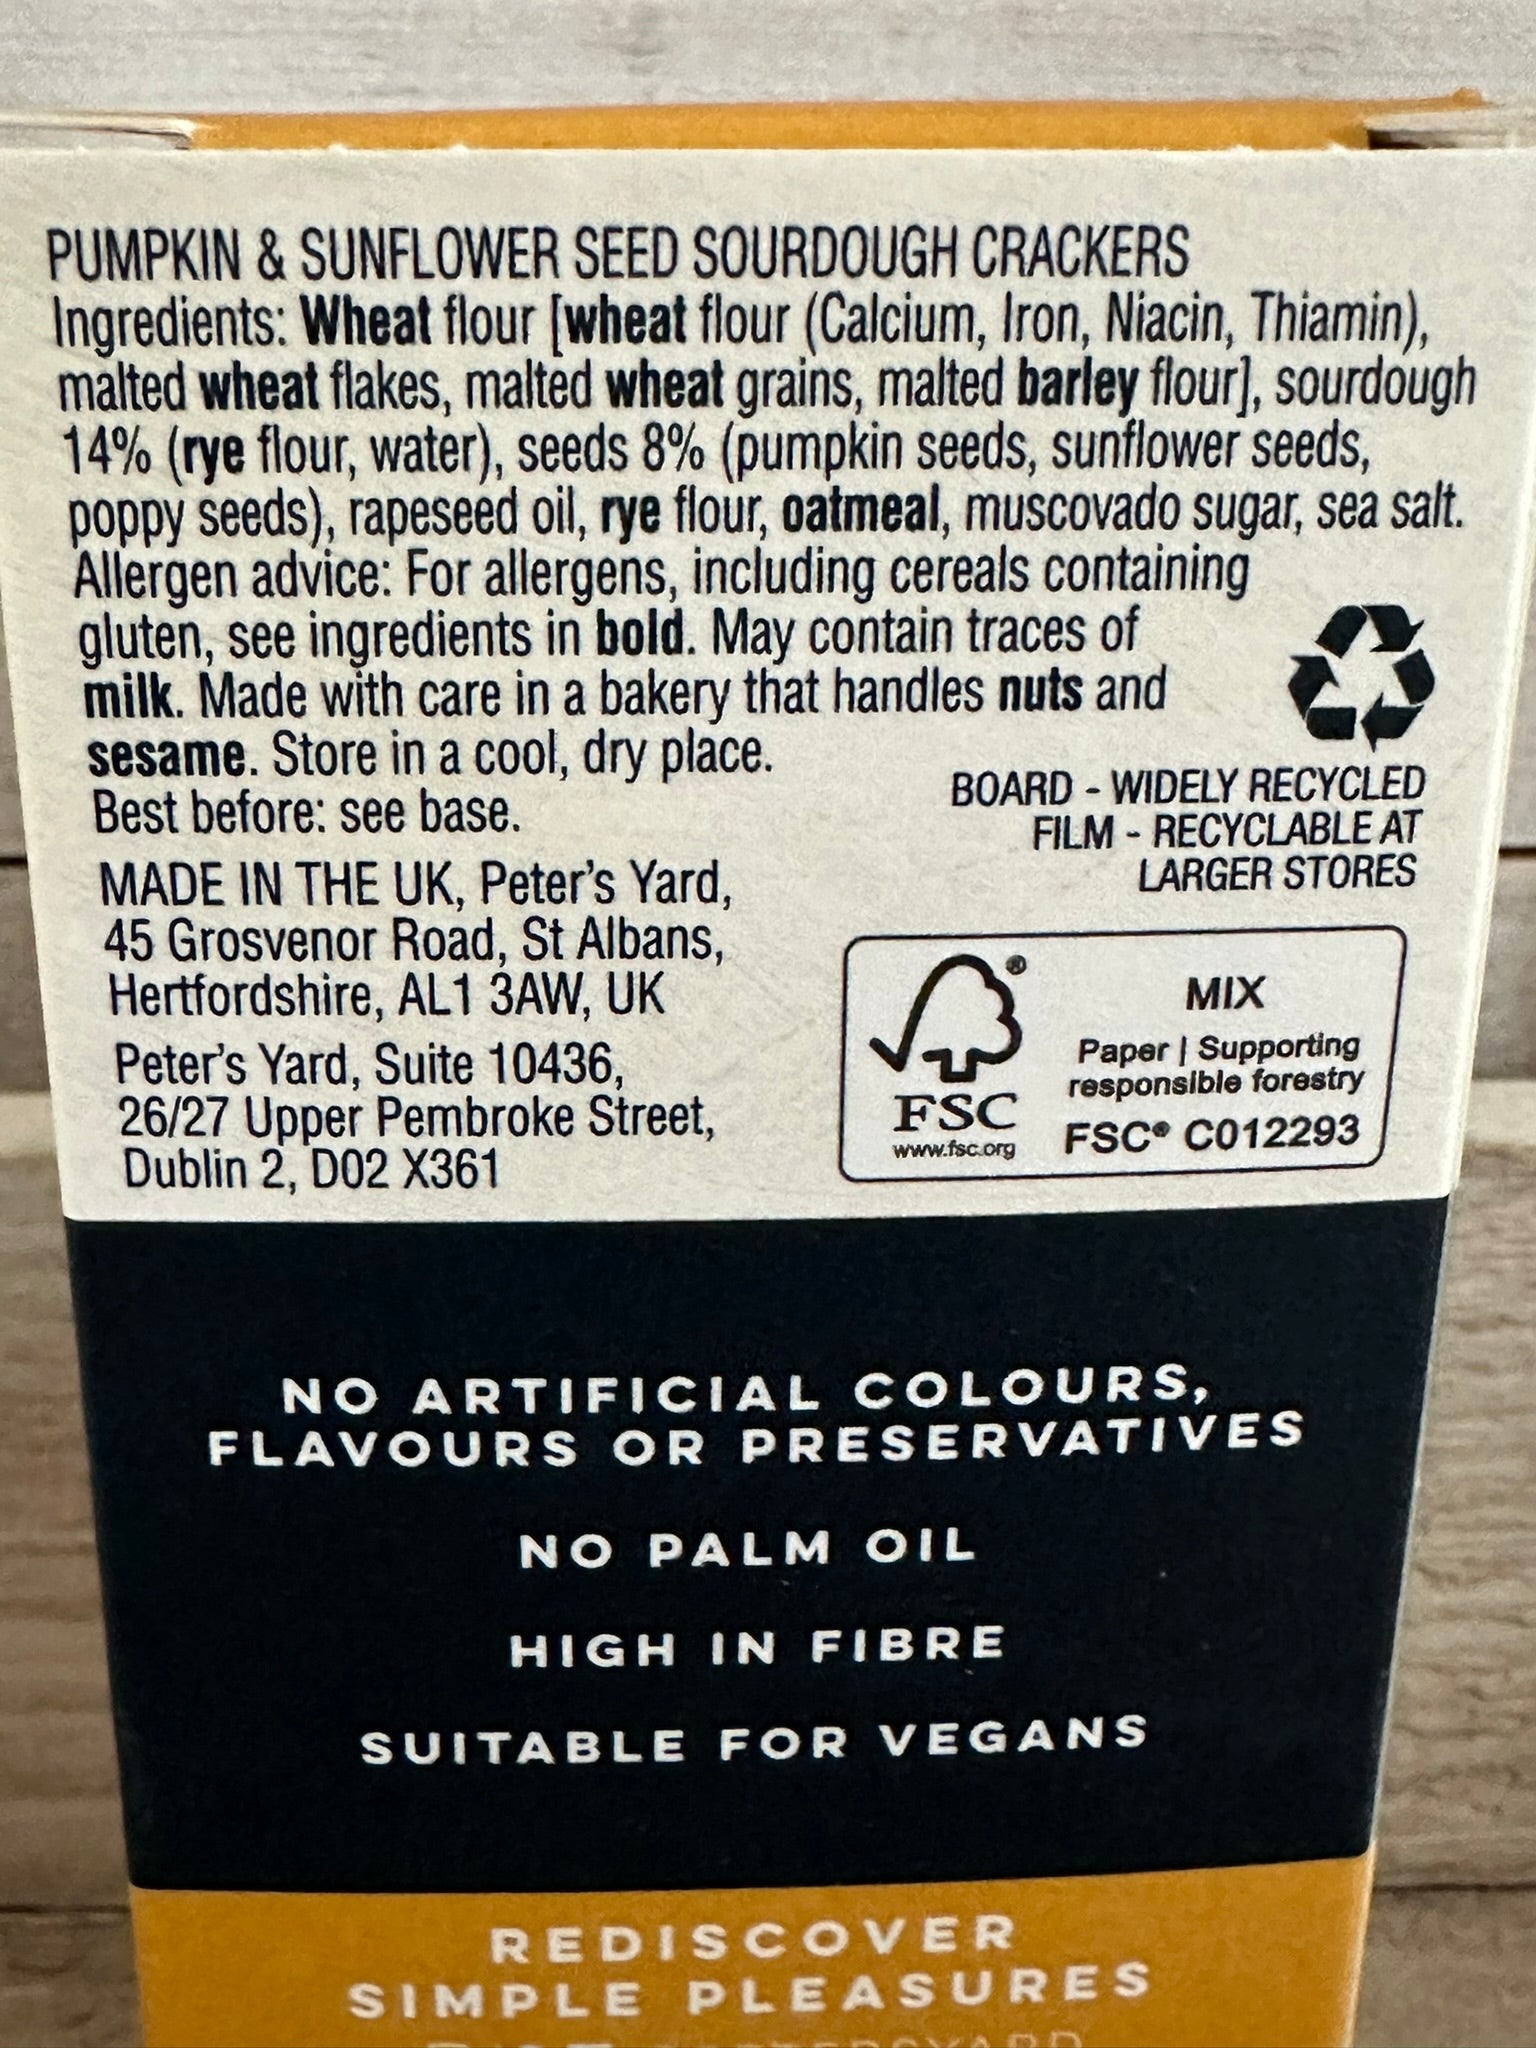 PUMPKIN & SUNFLOWER SEED SOURDOUGH CRACKERS
Ingredients: Wheat flour [wheat flour (Calcium, Iron, Niacin, Thiamin),
malted wheat flakes, malted wheat grains, malted barley flour], sourdough
14% (rye flour, water), seeds 8% (pumpkin seeds, sunflower seeds,
poppy seeds), rapeseed oil, rye flour, oatmeal, muscovado sugar, sea salt.
Allergen advice: For allergens, including cereals containing
gluten, see ingredients in bold. May contain traces of
milk. Made with care in a bakery that handles nuts and
sesame. Store in a cool, dry place.
Best before: see base.
BOARD - WIDELY RECYCLED
FILM - RECYCLABLE AT
LARGER STORES
MADE IN THE UK, Peter's Yard,
45 Grosvenor Road, St Albans,
Hertfordshire, AL1 3AW, UK
Peter's Yard, Suite 10436,
26/27 Upper Pembroke Street,
Dublin 2, D02 X361
®
FSC
www.fsc.org
MIX
Paper | Supporting
responsible forestry
FSC® C012293
NO ARTIFICIAL COLOURS,
FLAVOURS OR PRESERVATIVES
NO PALM OIL
HIGH IN FIBRE
SUITABLE FOR VEGANS
REDISCOVER
SIMPLE PLEASURES